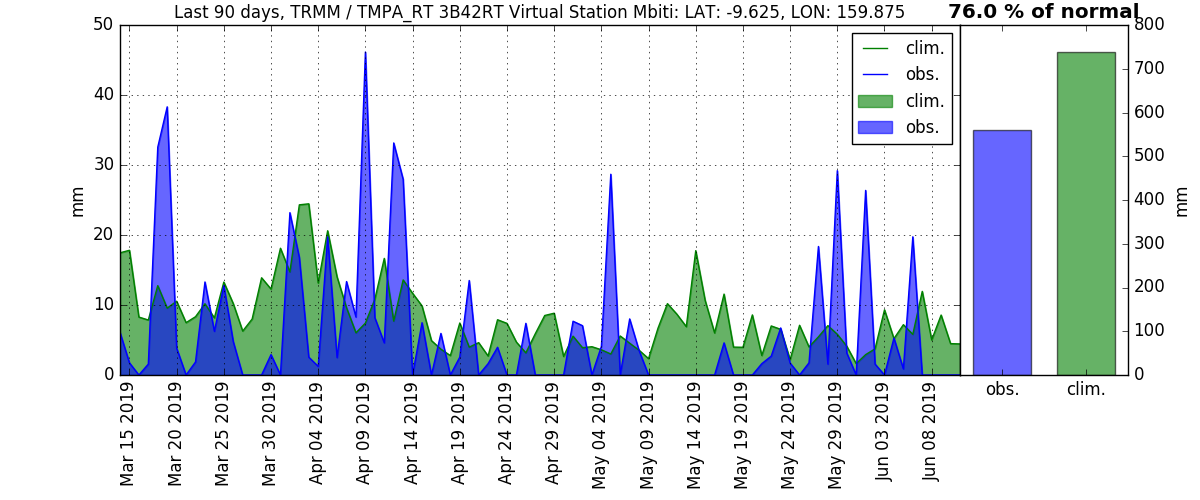 Last 90 days, TRMM / TMPA_RT 3B42RT Virtual Station Mbiti: LAT: -9.625, LON: 159.875
76.0 % of normal
50
40
30
20
10
0
mm
clim.
obs.
clim.
obs.
800
700
600
500
400
300
200
100
0
mm
Mar 15 2019
Mar 20 2019
Mar 25 2019
Mar 30 2019
Apr 04 2019
Apr 09 2019
Apr 14 2019
Apr 19 2019
Apr 24 2019
Apr 29 2019
May 04 2019
May 09 2019
May 14 2019
May 19 2019
May 24 2019
May 29 2019
Jun 03 2019
Jun 08 2019
obs.
clim.